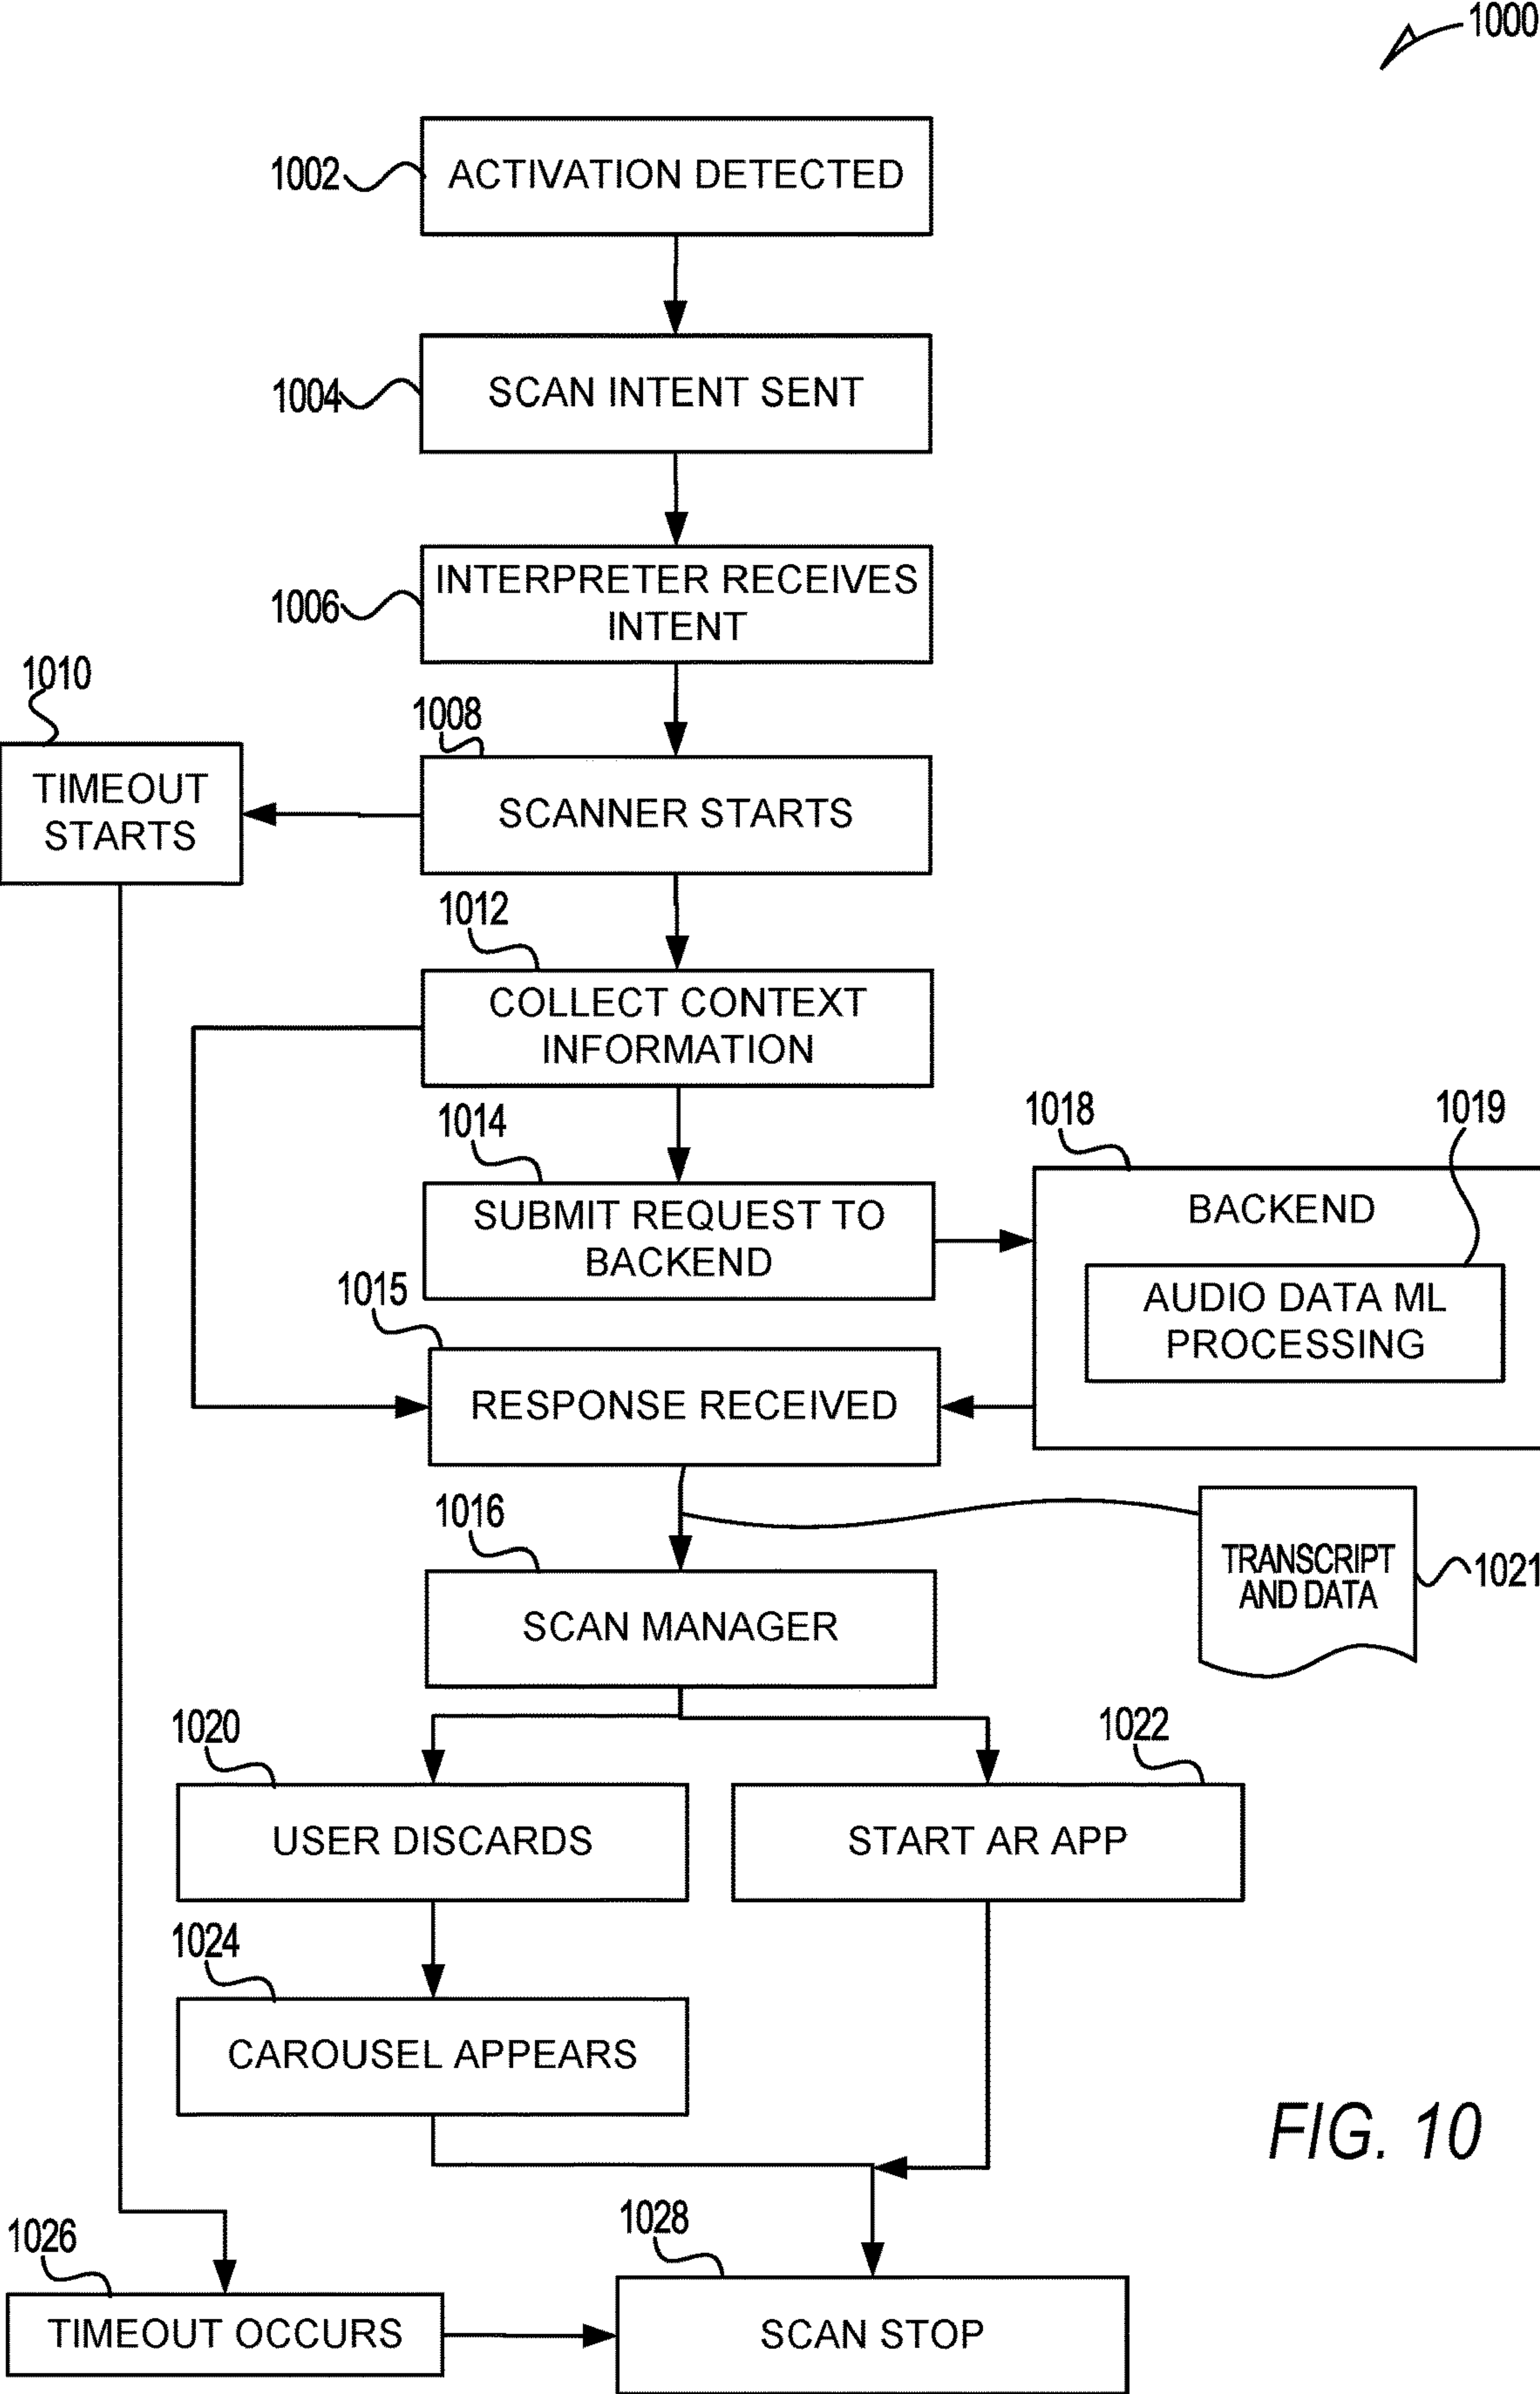 1000
1002
ACTIVATION DETECTED
1004
SCAN INTENT SENT
1006
INTERPRETER RECEIVES
INTENT
1010
TIMEOUT
STARTS
1008
SCANNER STARTS
1012
COLLECT CONTEXT
INFORMATION
1014
SUBMIT REQUEST TO
BACKEND
1018
1019
BACKEND
AUDIO DATA ML
PROCESSING
1015
RESPONSE RECEIVED
1016
SCAN MANAGER
TRANSCRIPT
AND DATA
1021
1020
USER DISCARDS
1022
START AR APP
1024
CAROUSEL APPEARS
FIG. 10
1026
TIMEOUT OCCURS
1028
SCAN STOP